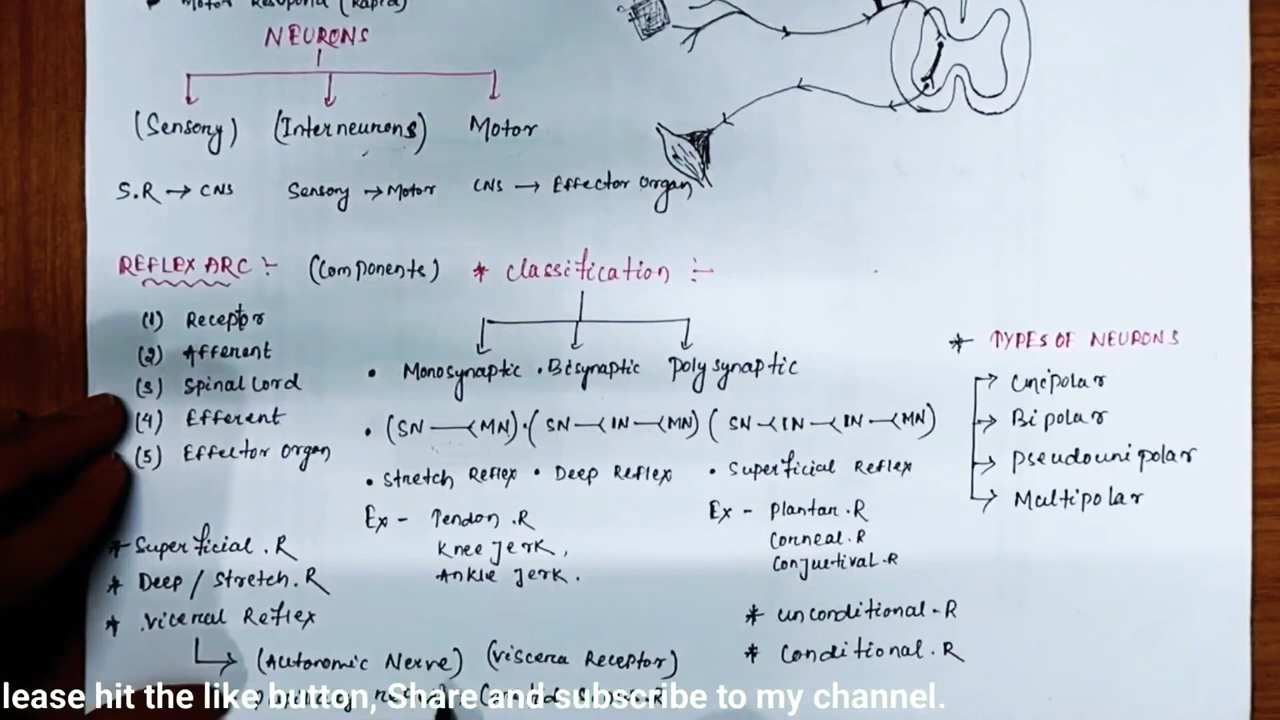 Motor Respond (Rapid)
NEURONS
(Sensory) (Interneurons) Motor
S.R → CNS Sensory → Motor CNS → Effector Organ
REFLEX ARC :- (Components) * Classification :-
(1) Receptor
(2) Afferent
(3) Spinal Cord
(4) Efferent
(5) Effector Organ
• Monosynaptic • Bisynaptic Polysynaptic
• (SN —< MN) • (SN —< IN —< MN) (SN —< IN —< IN —< MN)
• Stretch Reflex • Deep Reflex • Superficial Reflex
Ex - Tendon .R
Knee Jerk,
Ankle Jerk.
Ex - Plantar .R
Corneal .R
Conjuctival .R
* TYPES OF NEURONS
Unipolar
Bipolar
Pseudounipolar
Multipolar
* Superficial .R
* Deep / Stretch .R
* Viceral Reflex
(Autonomic Nerve) (Viscera Receptor)
* unconditional - R
* Conditional . R
lease hit the like button, Share and subscribe to my channel.